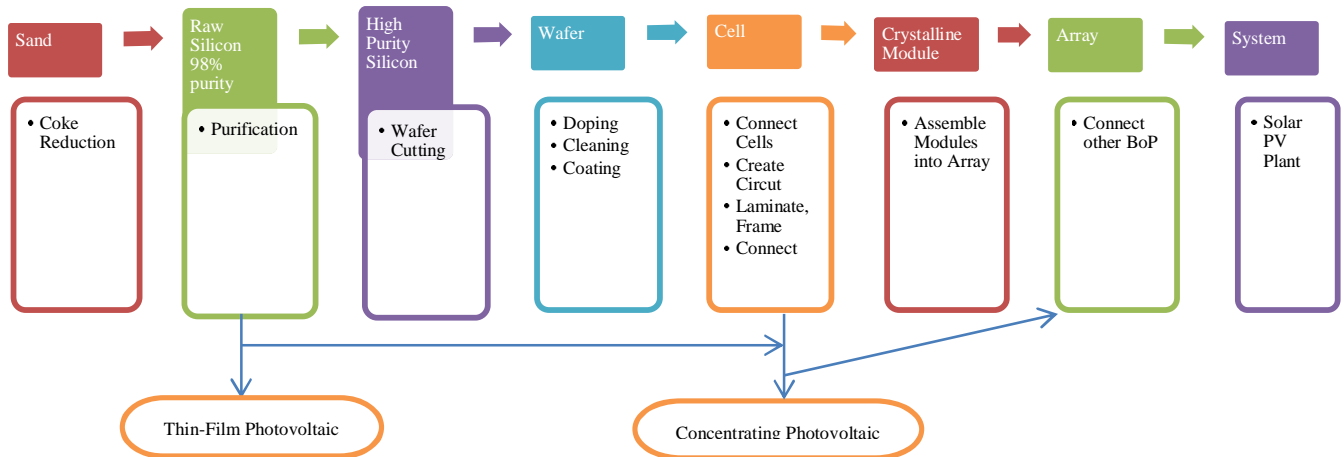 Sand
Raw
Silicon
98%
purity
High
Purity
Silicon
Wafer
Cell
Crystalline
Module
Array
System
• Coke
Reduction
• Purification
• Wafer
Cutting
• Doping
• Cleaning
• Coating
• Connect
Cells
• Create
Circut
• Laminate,
Frame
• Connect
• Assemble
Modules
into Array
• Connect
other BoP
• Solar
PV
Plant
Thin-Film Photovoltaic
Concentrating Photovoltaic